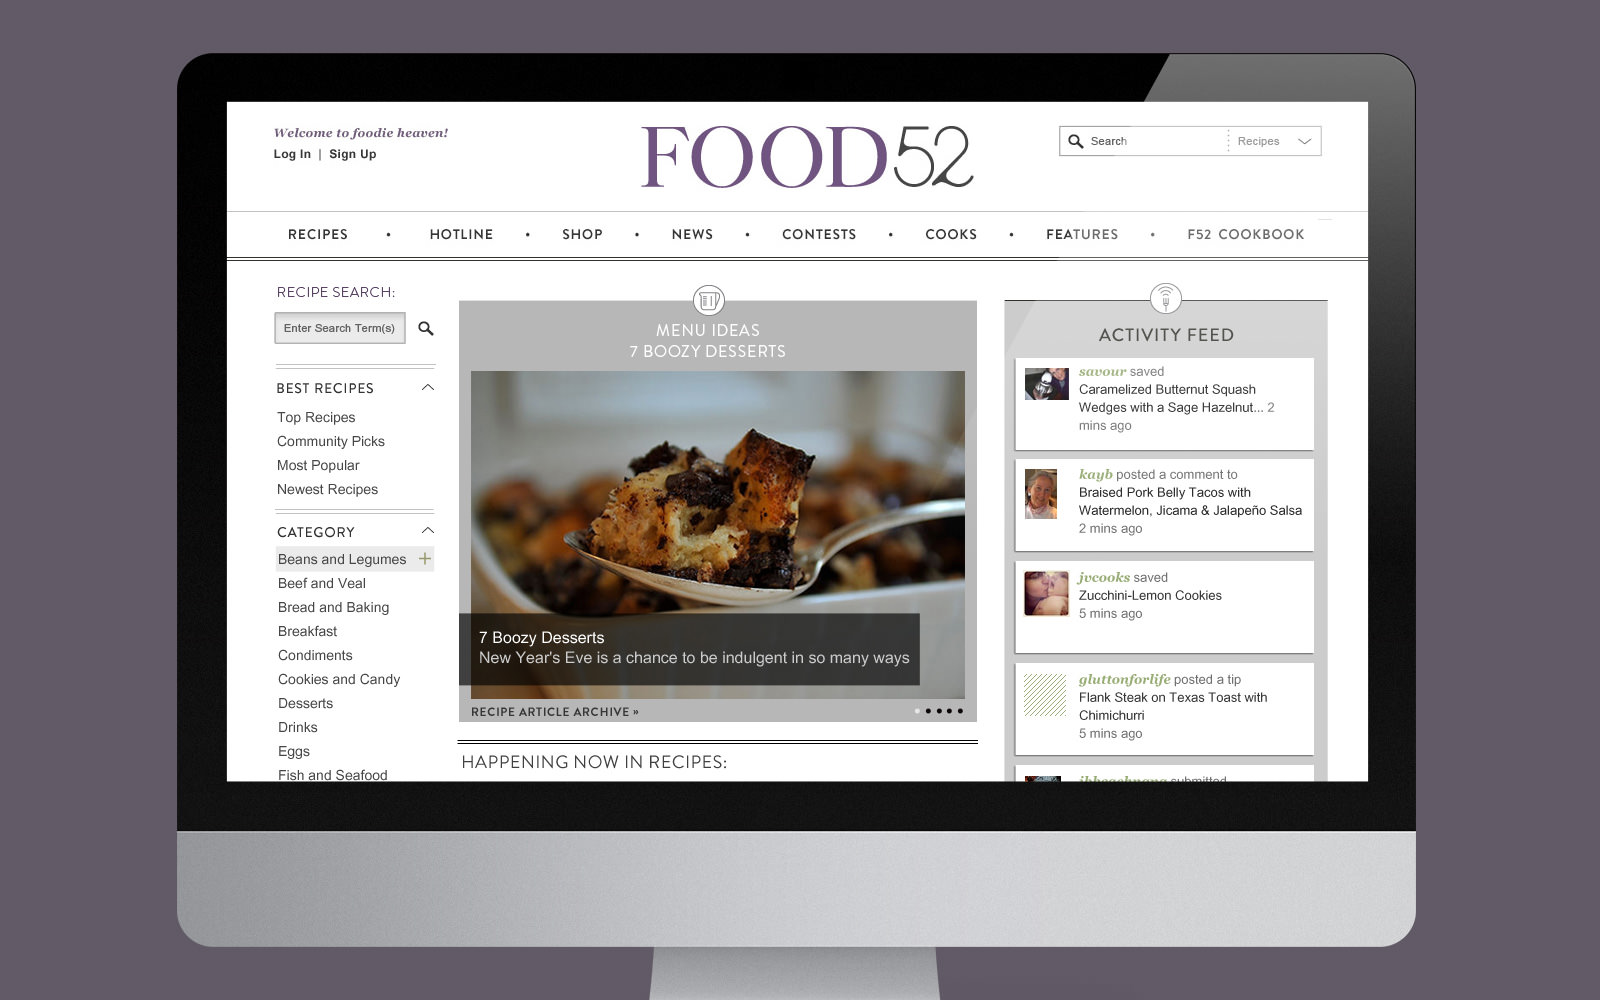 Welcome to foodie heaven!
Log In | Sign Up
FOOD52
Search
Recipes
RECIPES • HOTLINE • SHOP • NEWS • CONTESTS • COOKS • FEATURES • F52 COOKBOOK
RECIPE SEARCH:
Enter Search Term(s)
BEST RECIPES
Top Recipes
Community Picks
Most Popular
Newest Recipes
CATEGORY
Beans and Legumes +
Beef and Veal
Bread and Baking
Breakfast
Condiments
Cookies and Candy
Desserts
Drinks
Eggs
Fish and Seafood
MENU IDEAS
7 BOOZY DESSERTS
7 Boozy Desserts
New Year's Eve is a chance to be indulgent in so many ways
RECIPE ARTICLE ARCHIVE »
HAPPENING NOW IN RECIPES:
ACTIVITY FEED
savour saved
Caramelized Butternut Squash
Wedges with a Sage Hazelnut... 2
mins ago
kayb posted a comment to
Braised Pork Belly Tacos with
Watermelon, Jicama & Jalapeño Salsa
2 mins ago
jvcooks saved
Zucchini-Lemon Cookies
5 mins ago
gluttonforlife posted a tip
Flank Steak on Texas Toast with
Chimichurri
5 mins ago
submitted